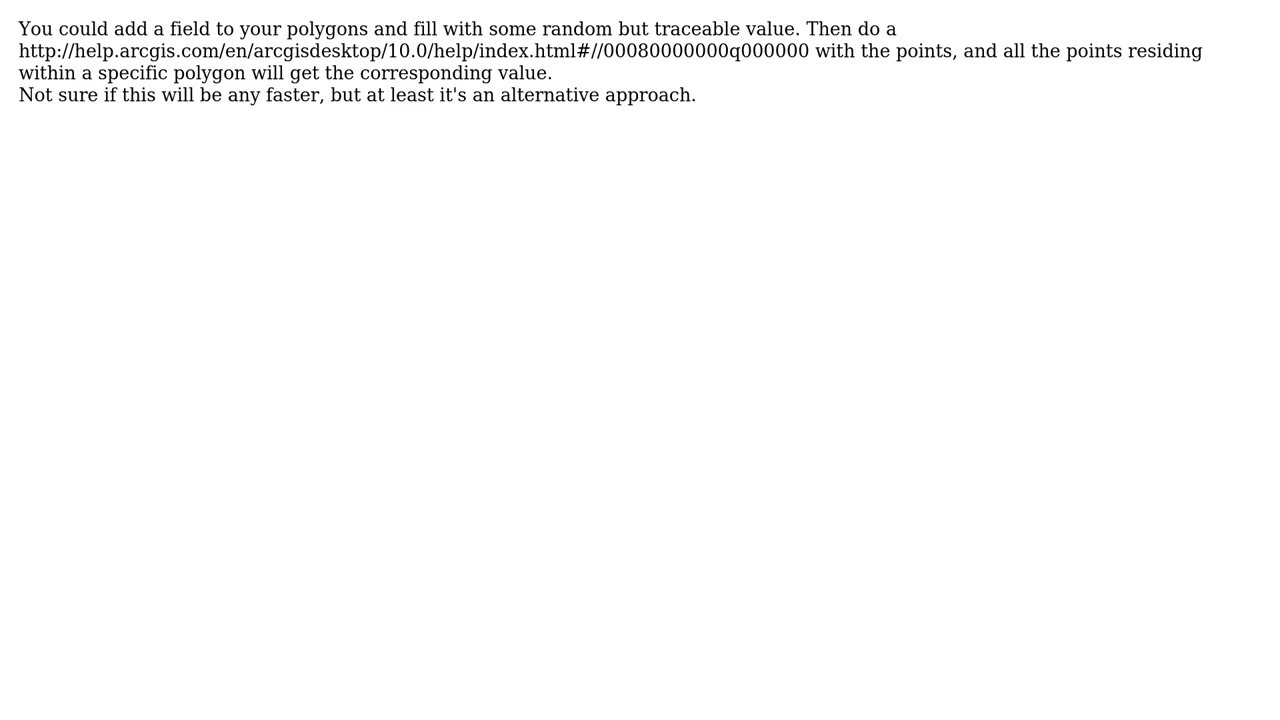 You could add a field to your polygons and fill with some random but traceable value. Then do a
http://help.arcgis.com/en/arcgisdesktop/10.0/help/index.html#//00080000000q000000 with the points, and all the points residing
within a specific polygon will get the corresponding value.
Not sure if this will be any faster, but at least it's an alternative approach.